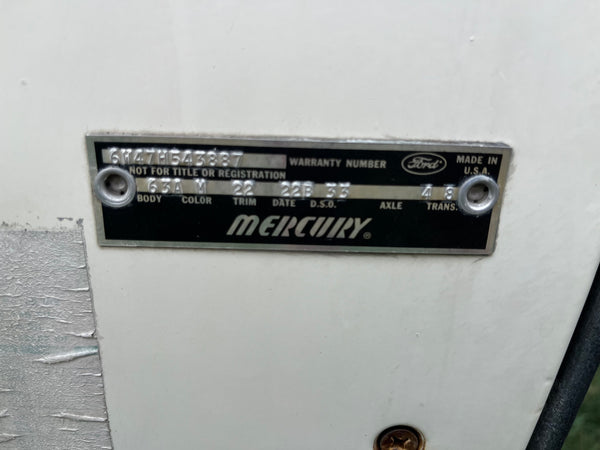 6M47H543887 WARRANTY NUMBER Ford MADE IN U.S.A.
NOT FOR TITLE OR REGISTRATION
63A M 22 22B 33 4 8
BODY COLOR TRIM DATE D.S.O. AXLE TRANS.
MERCURY®